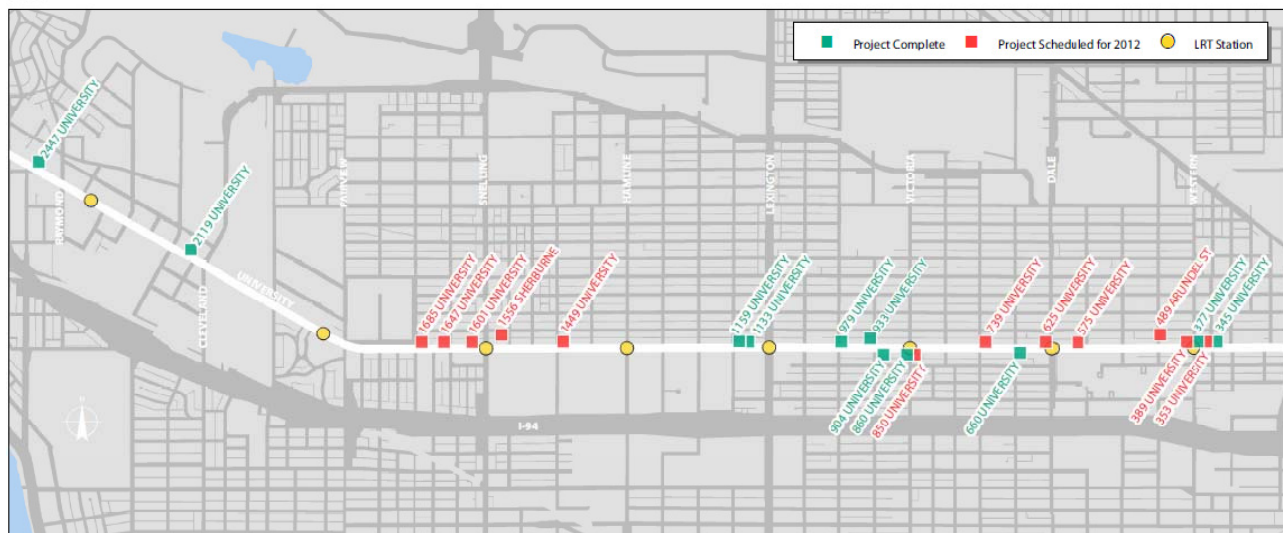 Project Complete
Project Scheduled for 2012
LRT Station
2447 UNIVERSITY
RAYMOND
2119 UNIVERSITY
CLEVELAND
UNIVERSITY
FAIRVIEW
1685 UNIVERSITY
1647 UNIVERSITY
1601 UNIVERSITY
SNELLING
1556 SHERBURNE
1449 UNIVERSITY
HAMLINE
1159 UNIVERSITY
1133 UNIVERSITY
LEXINGTON
979 UNIVERSITY
933 UNIVERSITY
VICTORIA
904 UNIVERSITY
860 UNIVERSITY
850 UNIVERSITY
739 UNIVERSITY
660 UNIVERSITY
625 UNIVERSITY
DALE
575 UNIVERSITY
489 ARUNDEL ST
WESTERN
377 UNIVERSITY
345 UNIVERSITY
389 UNIVERSITY
353 UNIVERSITY
I-94